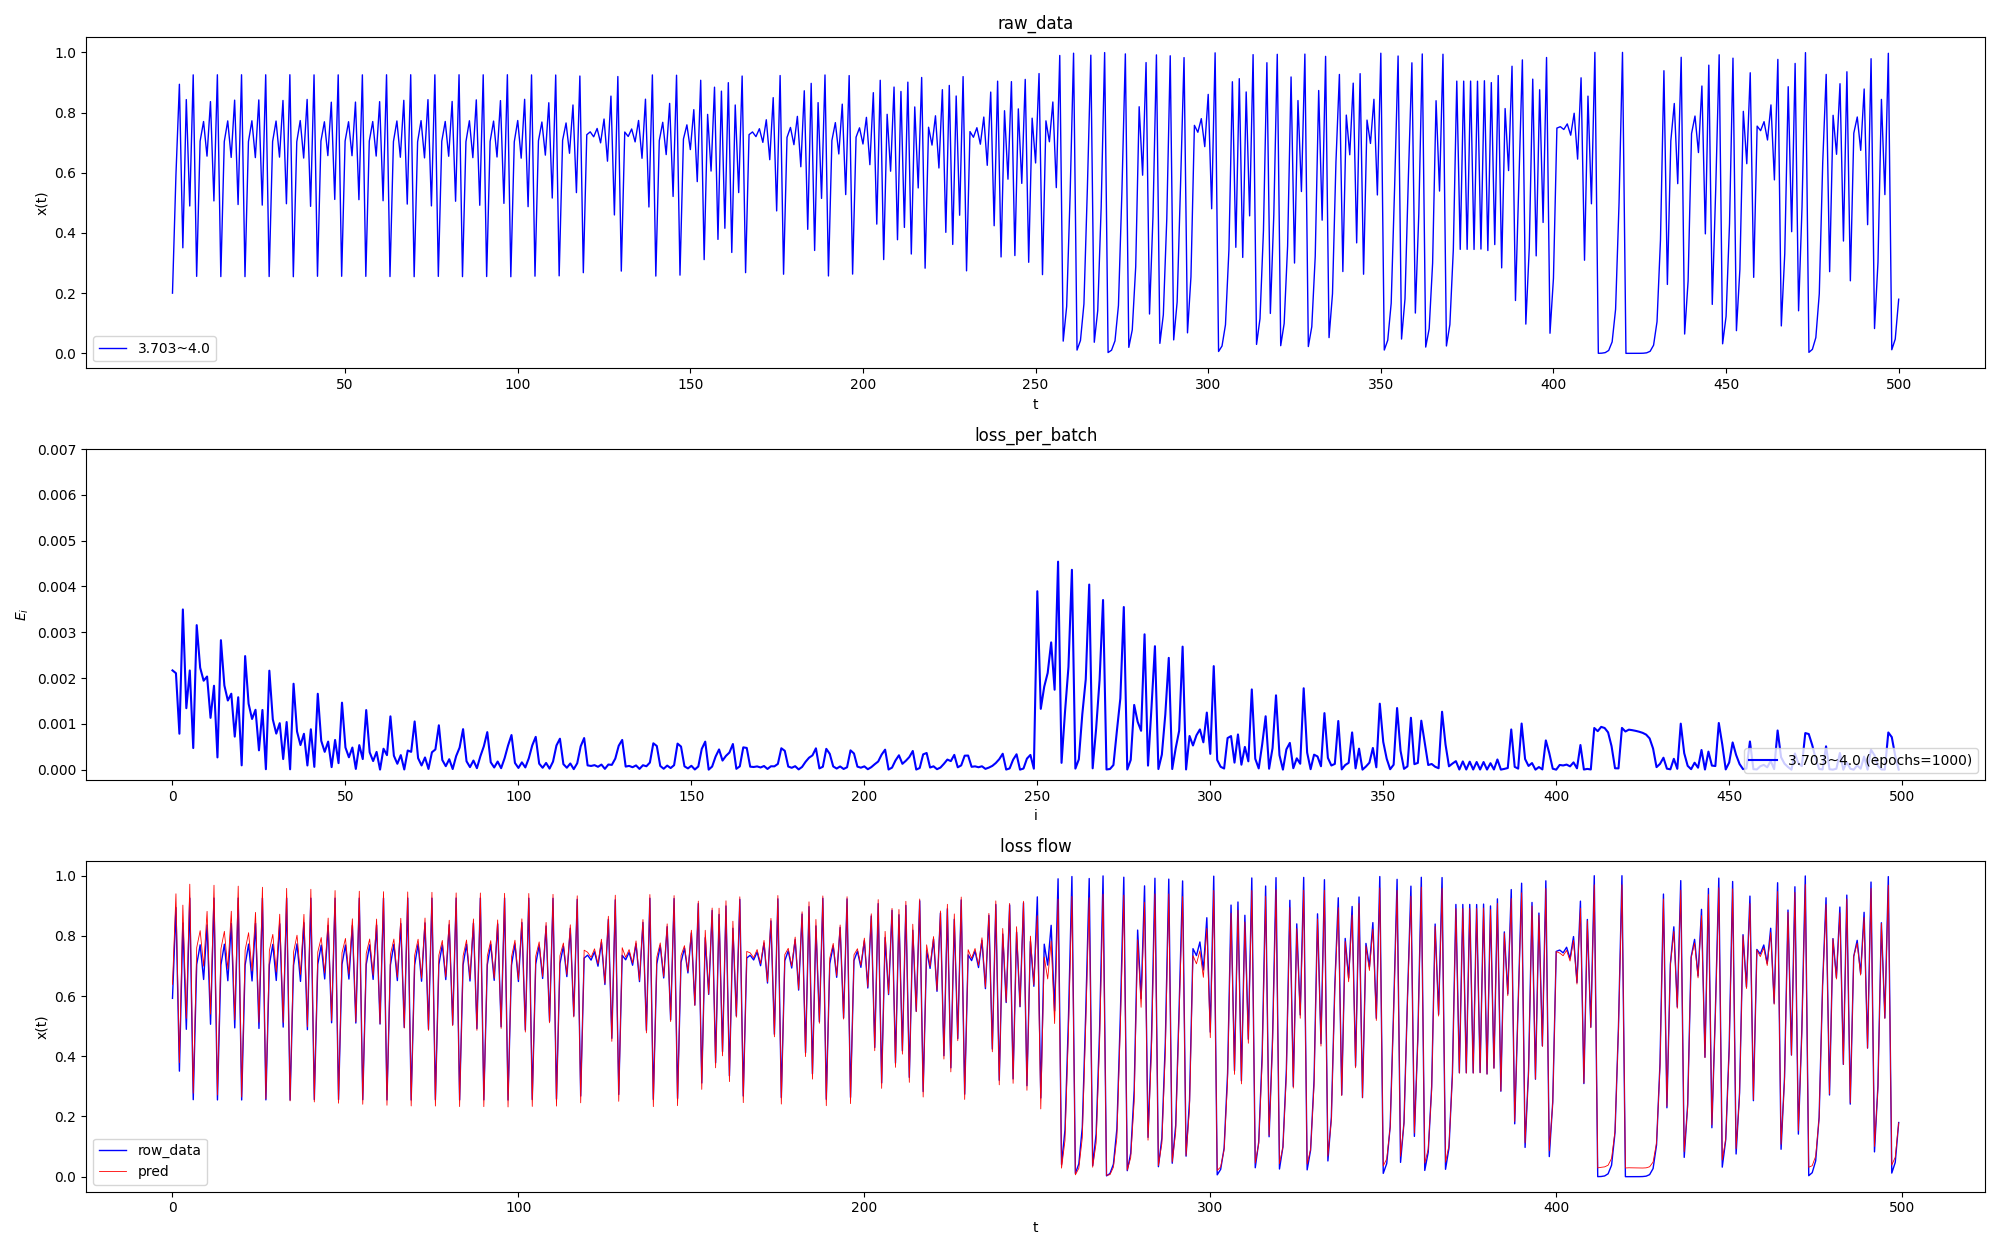 raw_data
1.0
0.8
0.6
0.4
0.2
0.0
x(t)
3.703~4.0
50 100 150 200 250 300 350 400 450 500
t
loss_per_batch
0.007
0.006
0.005
0.004
0.003
0.002
0.001
0.000
E_i
3.703~4.0 (epochs=1000)
0 50 100 150 200 250 300 350 400 450 500
i
loss flow
1.0
0.8
0.6
0.4
0.2
0.0
x(t)
row_data
pred
0 100 200 300 400 500
t